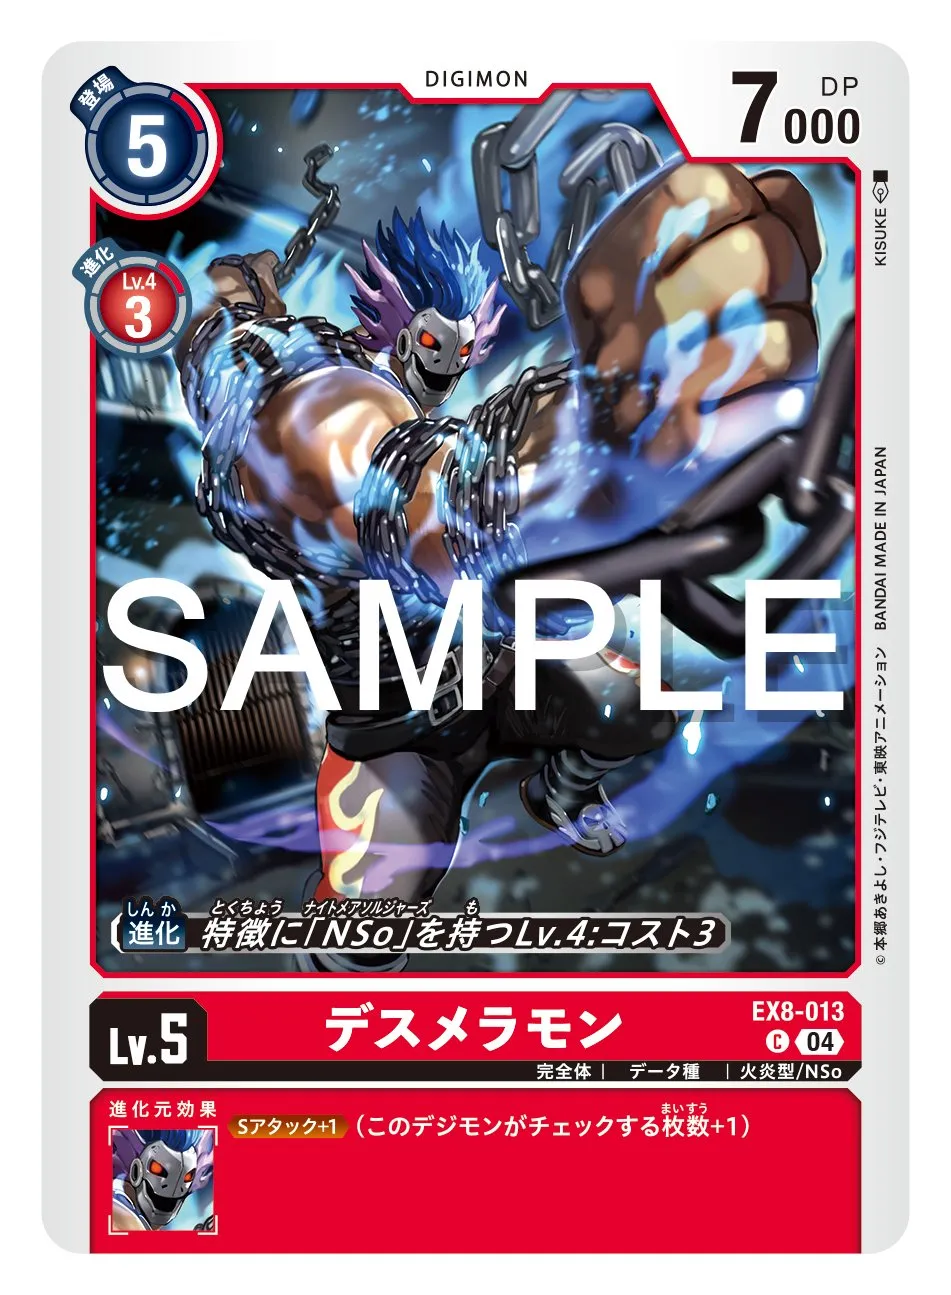 DIGIMON
登場
5
7000
DP
進化
Lv.4
3
KISUKE
BANDAI MADE IN JAPAN
©本郷あきよし・フジテレビ・東映アニメーション
SAMPLE
しんか とくちょう ナイトメアソルジャーズ も
進化 特徴に「NSo」を持つLv.4:コスト3
Lv.5
デスメラモン
EX8-013
C 04
完全体 | データ種 | 火炎型/NSo
進化元効果
まいすう
Sアタック+1 (このデジモンがチェックする枚数+1)